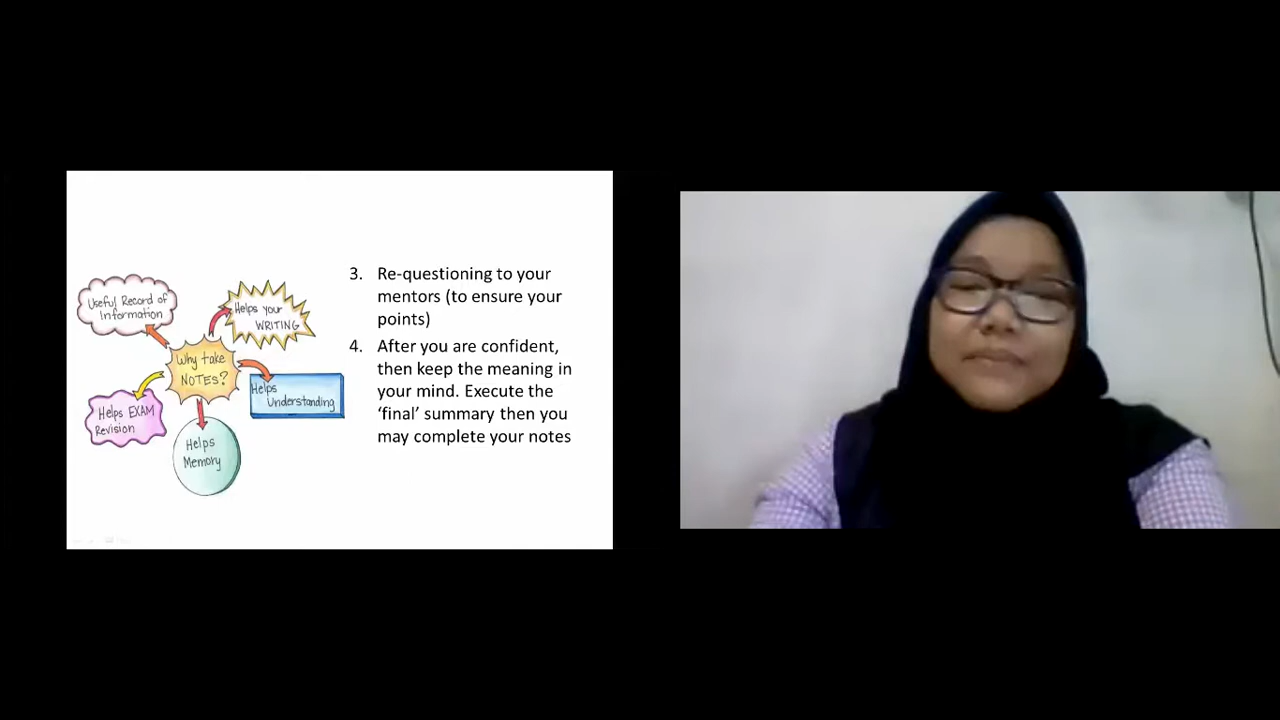 Useful Record of
Information
Helps your
WRITING
Why take
NOTES?
Helps
Understanding
Helps EXAM
Revision
Helps
Memory
3. Re-questioning to your
mentors (to ensure your
points)
4. After you are confident,
then keep the meaning in
your mind. Execute the
‘final’ summary then you
may complete your notes